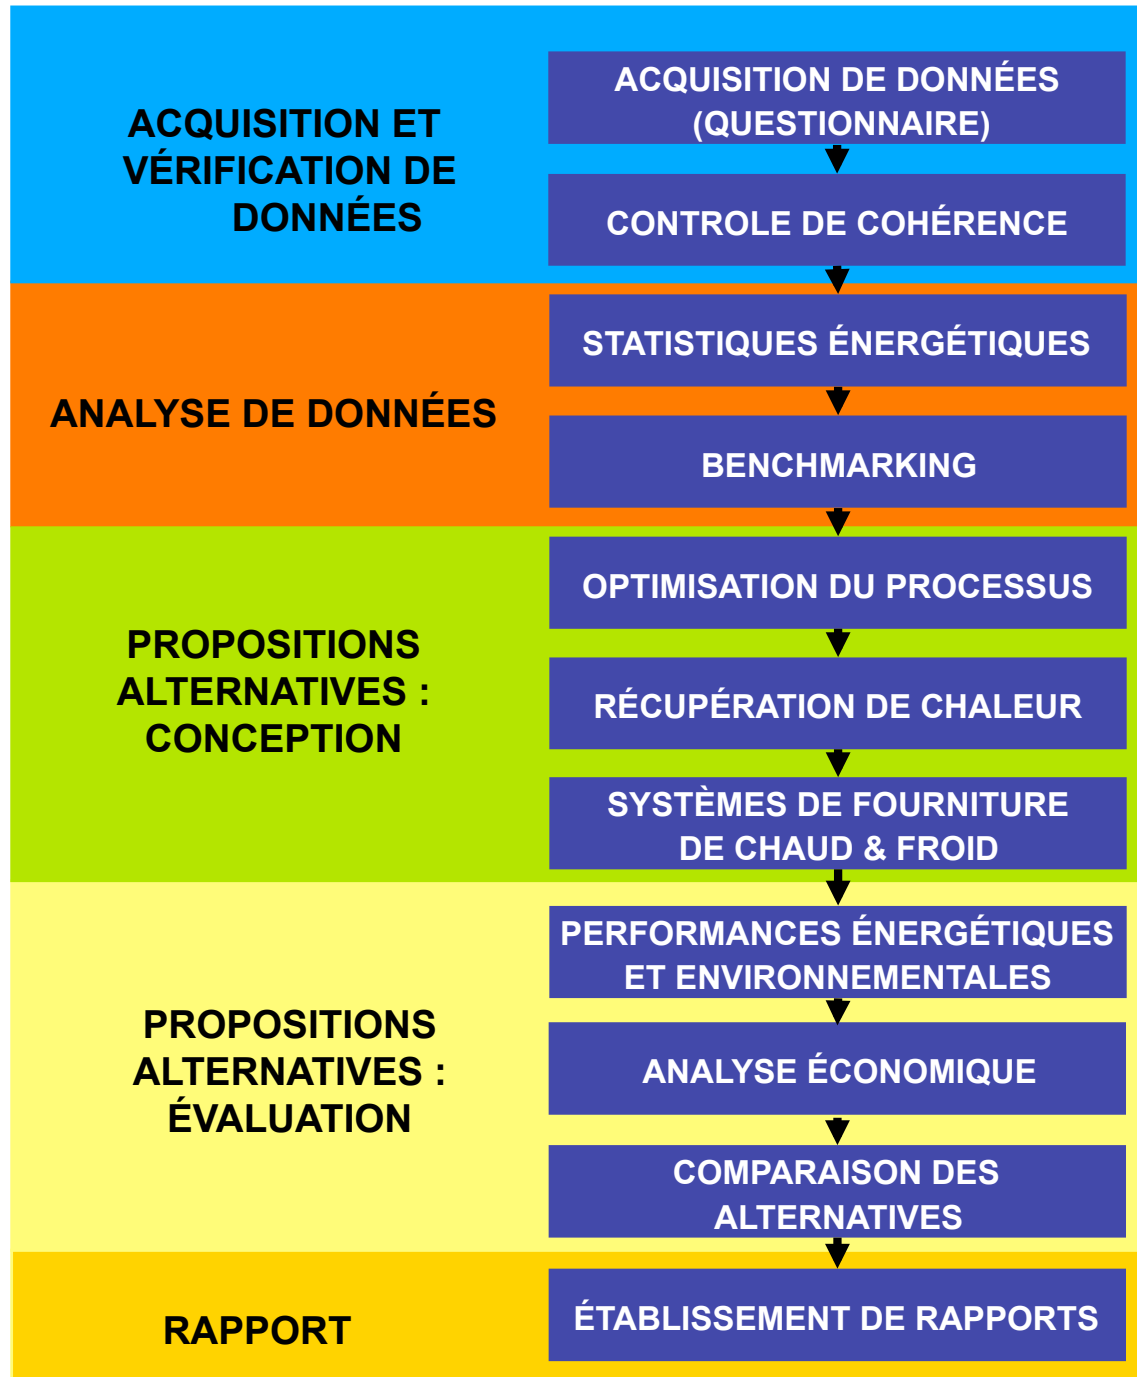 ACQUISITION ET
VÉRIFICATION DE
DONNÉES
ACQUISITION DE DONNÉES
(QUESTIONNAIRE)
CONTROLE DE COHÉRENCE
ANALYSE DE DONNÉES
STATISTIQUES ÉNERGÉTIQUES
BENCHMARKING
PROPOSITIONS
ALTERNATIVES :
CONCEPTION
OPTIMISATION DU PROCESSUS
RÉCUPÉRATION DE CHALEUR
SYSTÈMES DE FOURNITURE
DE CHAUD & FROID
PROPOSITIONS
ALTERNATIVES :
ÉVALUATION
PERFORMANCES ÉNERGÉTIQUES
ET ENVIRONNEMENTALES
ANALYSE ÉCONOMIQUE
COMPARAISON DES
ALTERNATIVES
RAPPORT
ÉTABLISSEMENT DE RAPPORTS